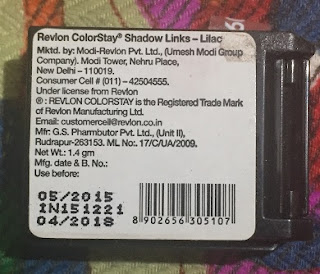 Revlon ColorStay® Shadow Links – Lilac
Mktd. by: Modi-Revlon Pvt. Ltd., (Umesh Modi Group
Company). Modi Tower, Nehru Place,
New Delhi – 110019.
Consumer Cell # (011) – 42504555.
Under license from Revlon
® : REVLON COLORSTAY is the Registered Trade Mark
of Revlon Manufacturing Ltd.
Email: customercell@revlon.co.in
Mfr: G.S. Pharmbutor Pvt. Ltd., (Unit II),
Rudrapur-263153. ML No.: 17/C/UA/2009.
Net Wt.: 1.4 gm
Mfg. date & B. No.:
Use before:
05/2015
IN151221
04/2018
8 902656 305107